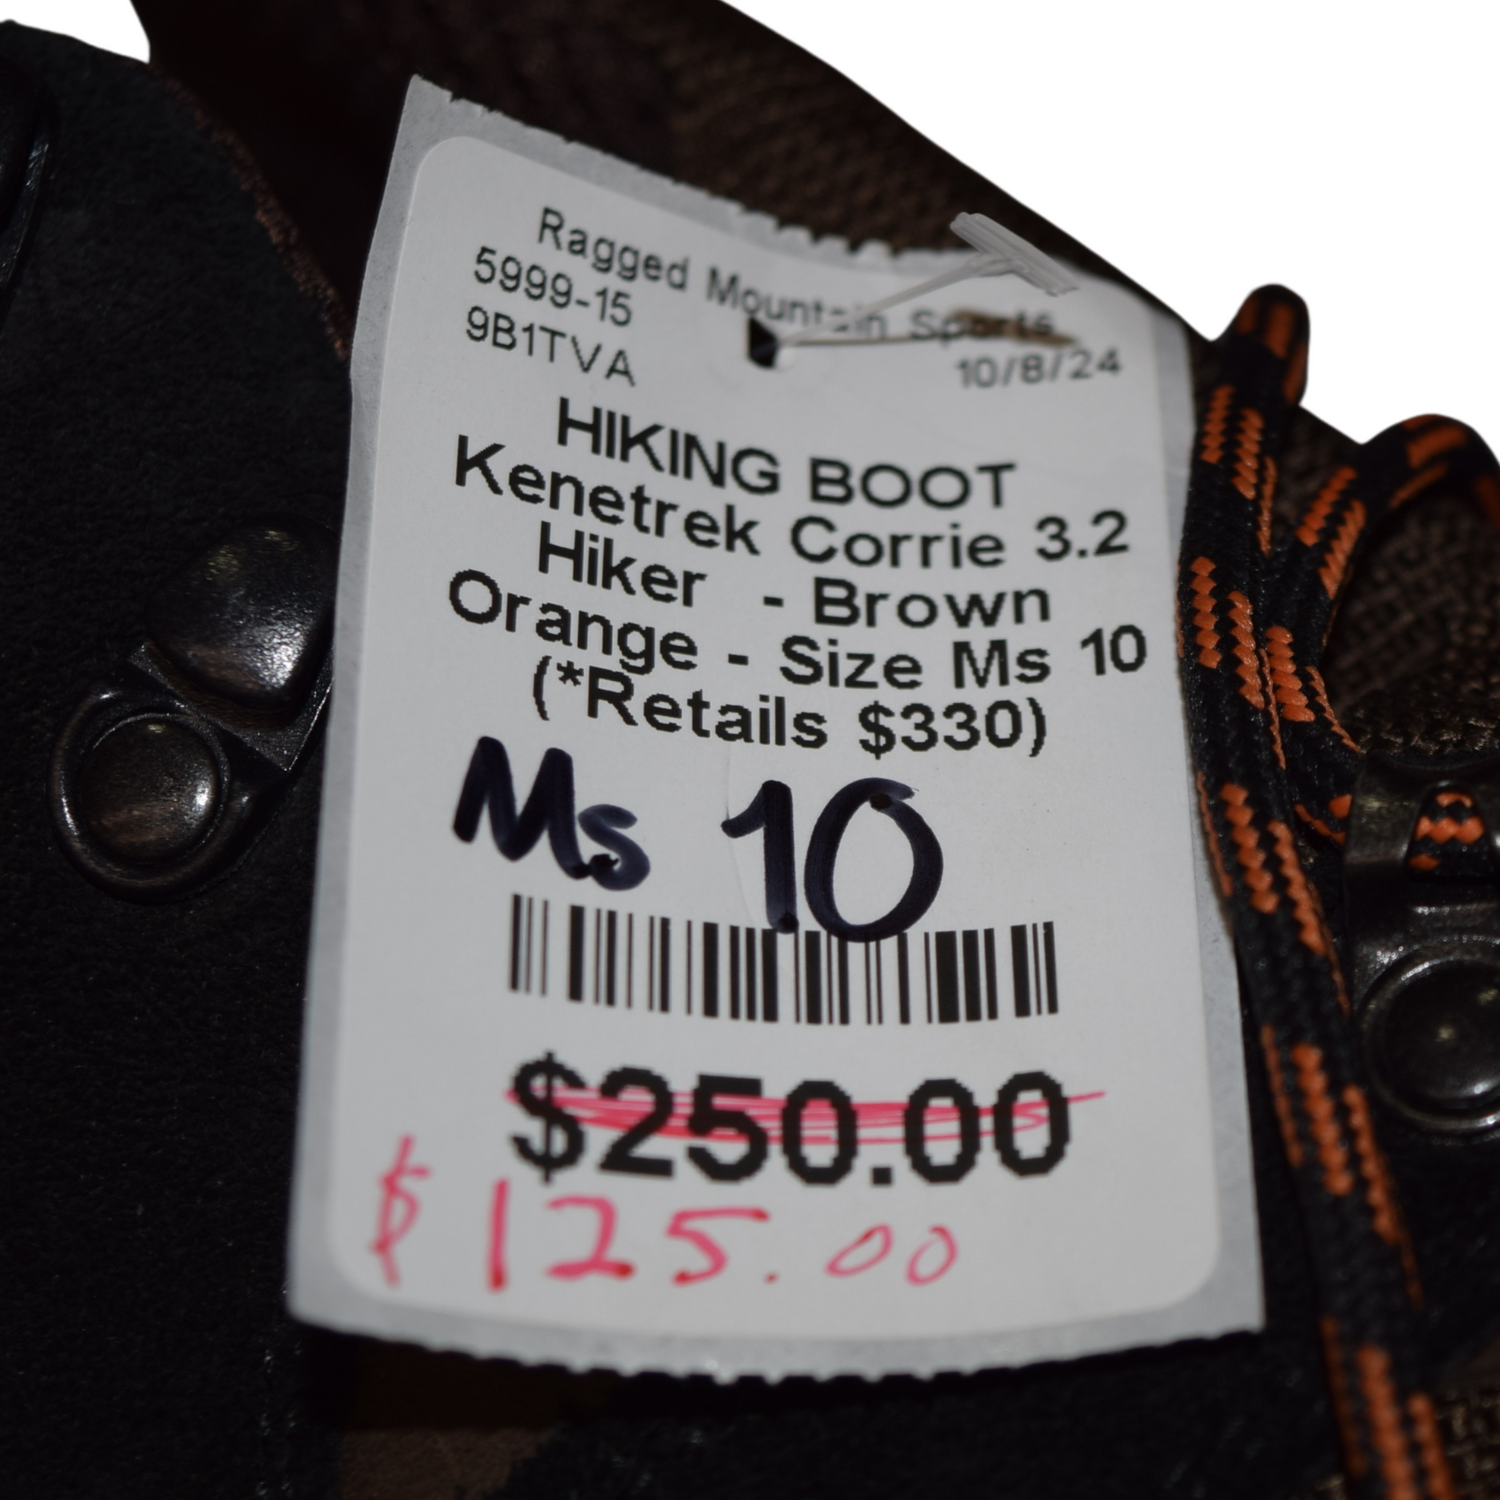 Ragged Mountain Sports
5999-15
9B1TVA 10/8/24
HIKING BOOT
Kenetrek Corrie 3.2
Hiker - Brown
Orange - Size Ms 10
(*Retails $330)
Ms 10
$250.00
$125.00